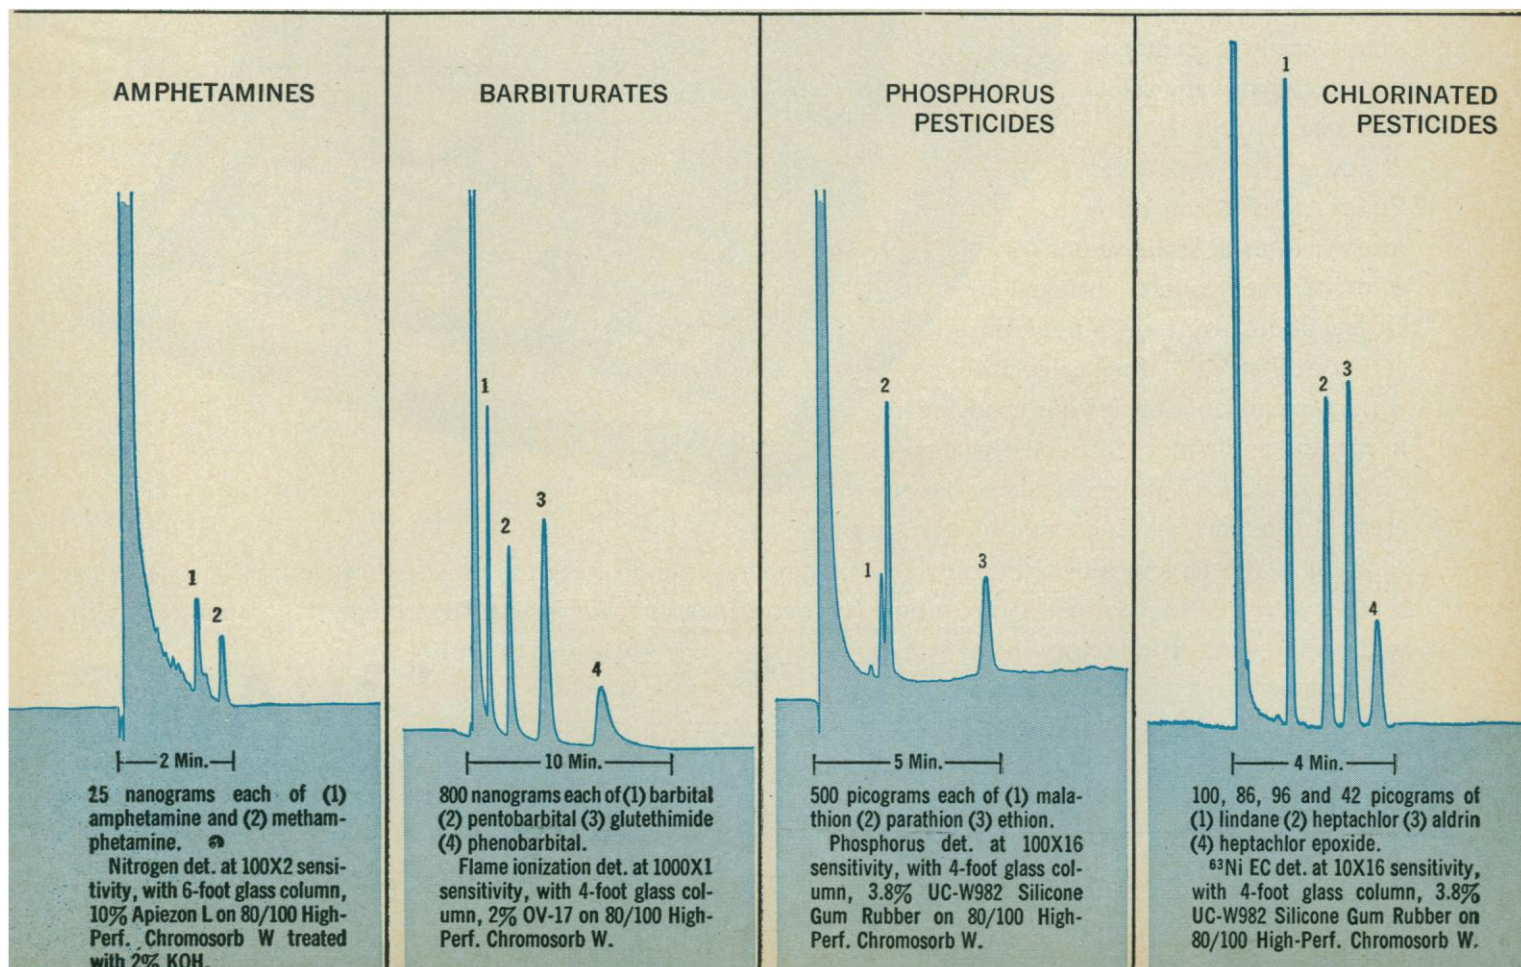 AMPHETAMINES
1
2
2 Min.
25 nanograms each of (1)
amphetamine and (2) metham-
phetamine.
Nitrogen det. at 100X2 sensi-
tivity, with 6-foot glass column,
10% Apiezon L on 80/100 High-
Perf. Chromosorb W treated
with 2% KOH.
BARBITURATES
1
2
3
4
10 Min.
800 nanograms each of (1) barbital
(2) pentobarbital (3) glutethimide
(4) phenobarbital.
Flame ionization det. at 1000X1
sensitivity, with 4-foot glass col-
umn, 2% OV-17 on 80/100 High-
Perf. Chromosorb W.
PHOSPHORUS
PESTICIDES
1
2
3
5 Min.
500 picograms each of (1) mala-
thion (2) parathion (3) ethion.
Phosphorus det. at 100X16
sensitivity, with 4-foot glass col-
umn, 3.8% UC-W982 Silicone
Gum Rubber on 80/100 High-
Perf. Chromosorb W.
CHLORINATED
PESTICIDES
1
2
3
4
4 Min.
100, 86, 96 and 42 picograms of
(1) lindane (2) heptachlor (3) aldrin
(4) heptachlor epoxide.
⁶³Ni EC det. at 10X16 sensitivity,
with 4-foot glass column, 3.8%
UC-W982 Silicone Gum Rubber on
80/100 High-Perf. Chromosorb W.